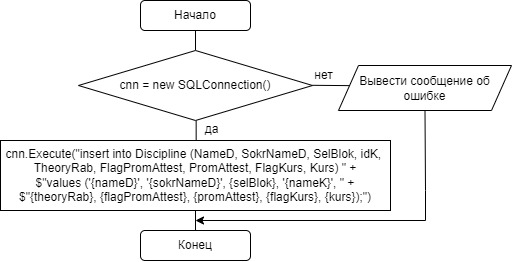 Начало
cnn = new SQLConnection()
нет
Вывести сообщение об
ошибке
да
cnn.Execute("insert into Discipline (NameD, SokrNameD, SelBlok, idK,
TheoryRab, FlagPromAttest, PromAttest, FlagKurs, Kurs) " +
$"values ('{nameD}', '{sokrNameD}', {selBlok}, '{nameK}', " +
$"{theoryRab}, {flagPromAttest}, {promAttest}, {flagKurs}, {kurs});")
Конец